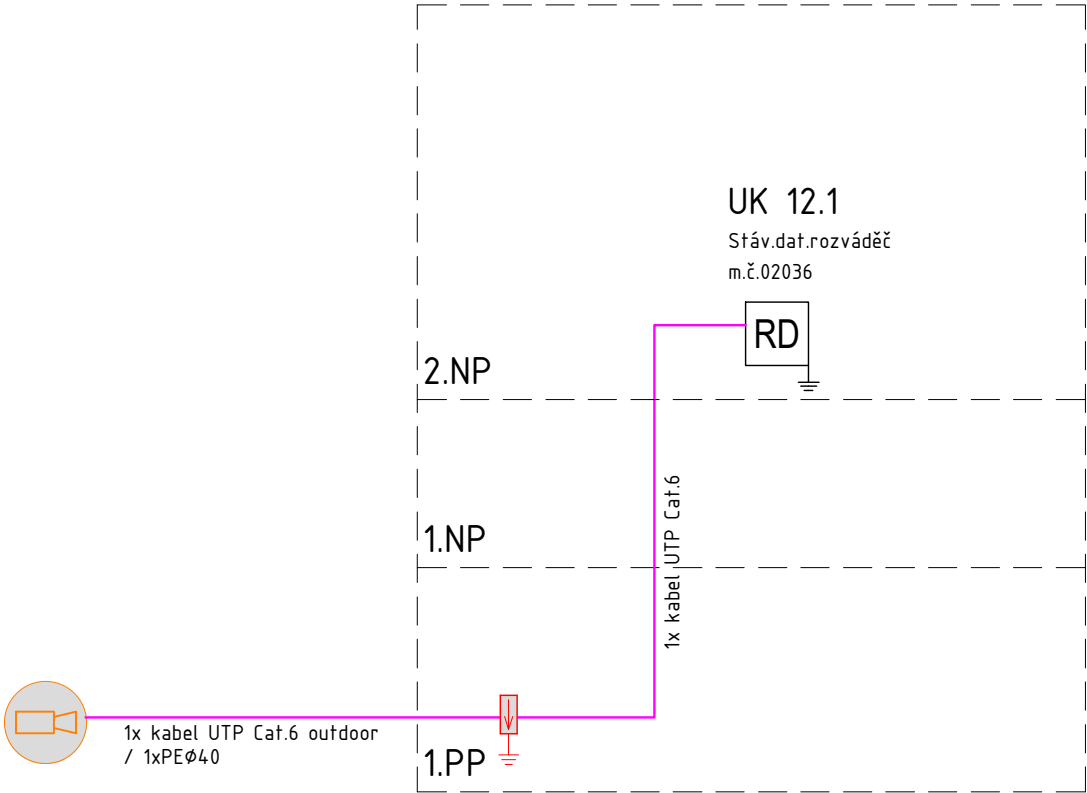 UK 12.1
Stáv.dat.rozváděč
m.č.02036
RD
2.NP
1x kabel UTP Cat.6
1.NP
1x kabel UTP Cat.6 outdoor
/ 1xPEØ40
1.PP